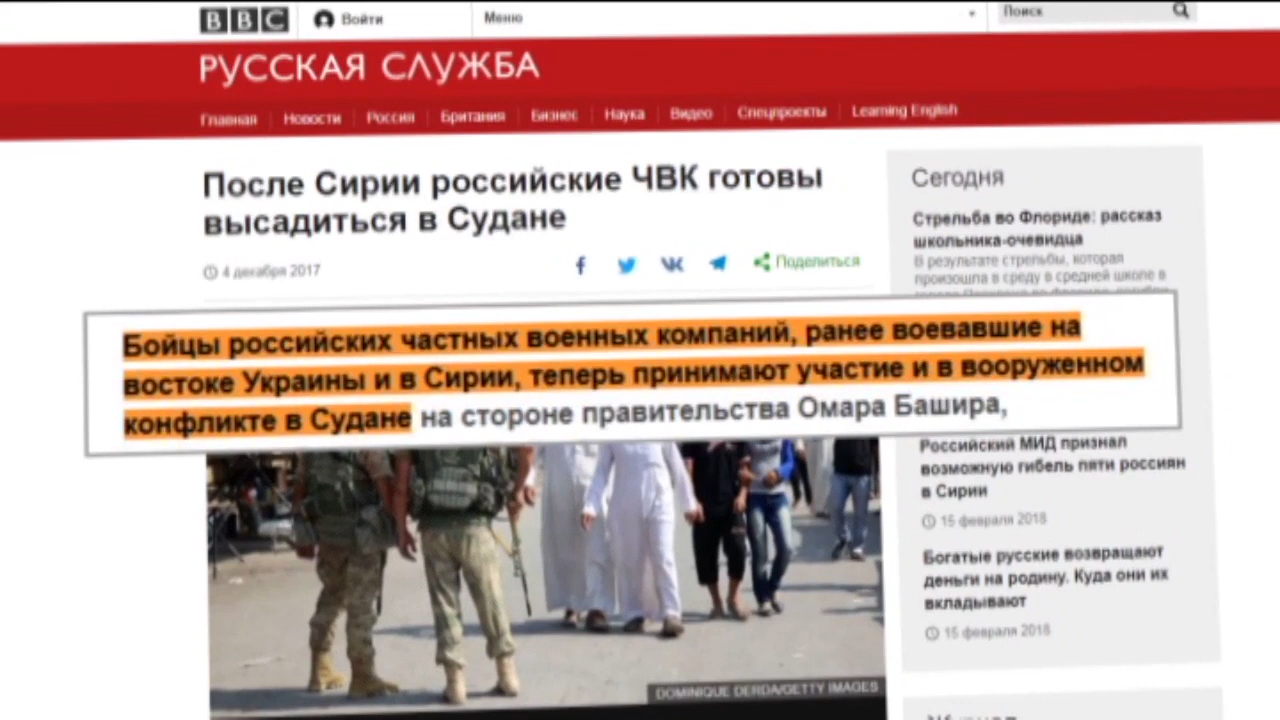 BBC
Войти
Меню
Поиск
РУССКАЯ СЛУЖБА
Главная
Новости
Россия
Британия
Бизнес
Наука
Видео
Спецпроекты
Learning English
После Сирии российские ЧВК готовы
высадиться в Судане
4 декабря 2017
Поделиться
Бойцы российских частных военных компаний, ранее воевавшие на
востоке Украины и в Сирии, теперь принимают участие и в вооруженном
конфликте в Судане на стороне правительства Омара Башира,
DOMINIQUE DERDA/GETTY IMAGES
Сегодня
Стрельба во Флориде: рассказ
школьника-очевидца
В результате стрельбы, которая
произошла в среду в средней школе в
Российский МИД признал
возможную гибель пяти россиян
в Сирии
15 февраля 2018
Богатые русские возвращают
деньги на родину. Куда они их
вкладывают
15 февраля 2018